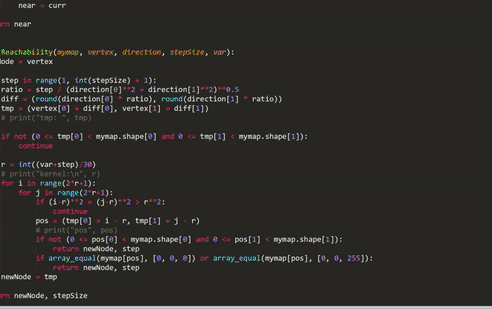 near = curr
rn near
Reachability(mymap, vertex, direction, stepSize, var):
ode = vertex
step in range(1, int(stepSize) + 1):
ratio = step / (direction[0]**2 + direction[1]**2)**0.5
diff = (round(direction[0] * ratio), round(direction[1] * ratio))
tmp = (vertex[0] + diff[0], vertex[1] + diff[1])
# print("tmp: ", tmp)
if not (0 <= tmp[0] < mymap.shape[0] and 0 <= tmp[1] < mymap.shape[1]):
continue
r = int((var+step)/30)
# print("kernel:\n", r)
for i in range(2*r+1):
for j in range(2*r+1):
if (i-r)**2 + (j-r)**2 > r**2:
continue
pos = (tmp[0] + i - r, tmp[1] + j - r)
# print("pos", pos)
if not (0 <= pos[0] < mymap.shape[0] and 0 <= pos[1] < mymap.shape[1]):
return newNode, step
if array_equal(mymap[pos], [0, 0, 0]) or array_equal(mymap[pos], [0, 0, 255]):
return newNode, step
newNode = tmp
rn newNode, stepSize